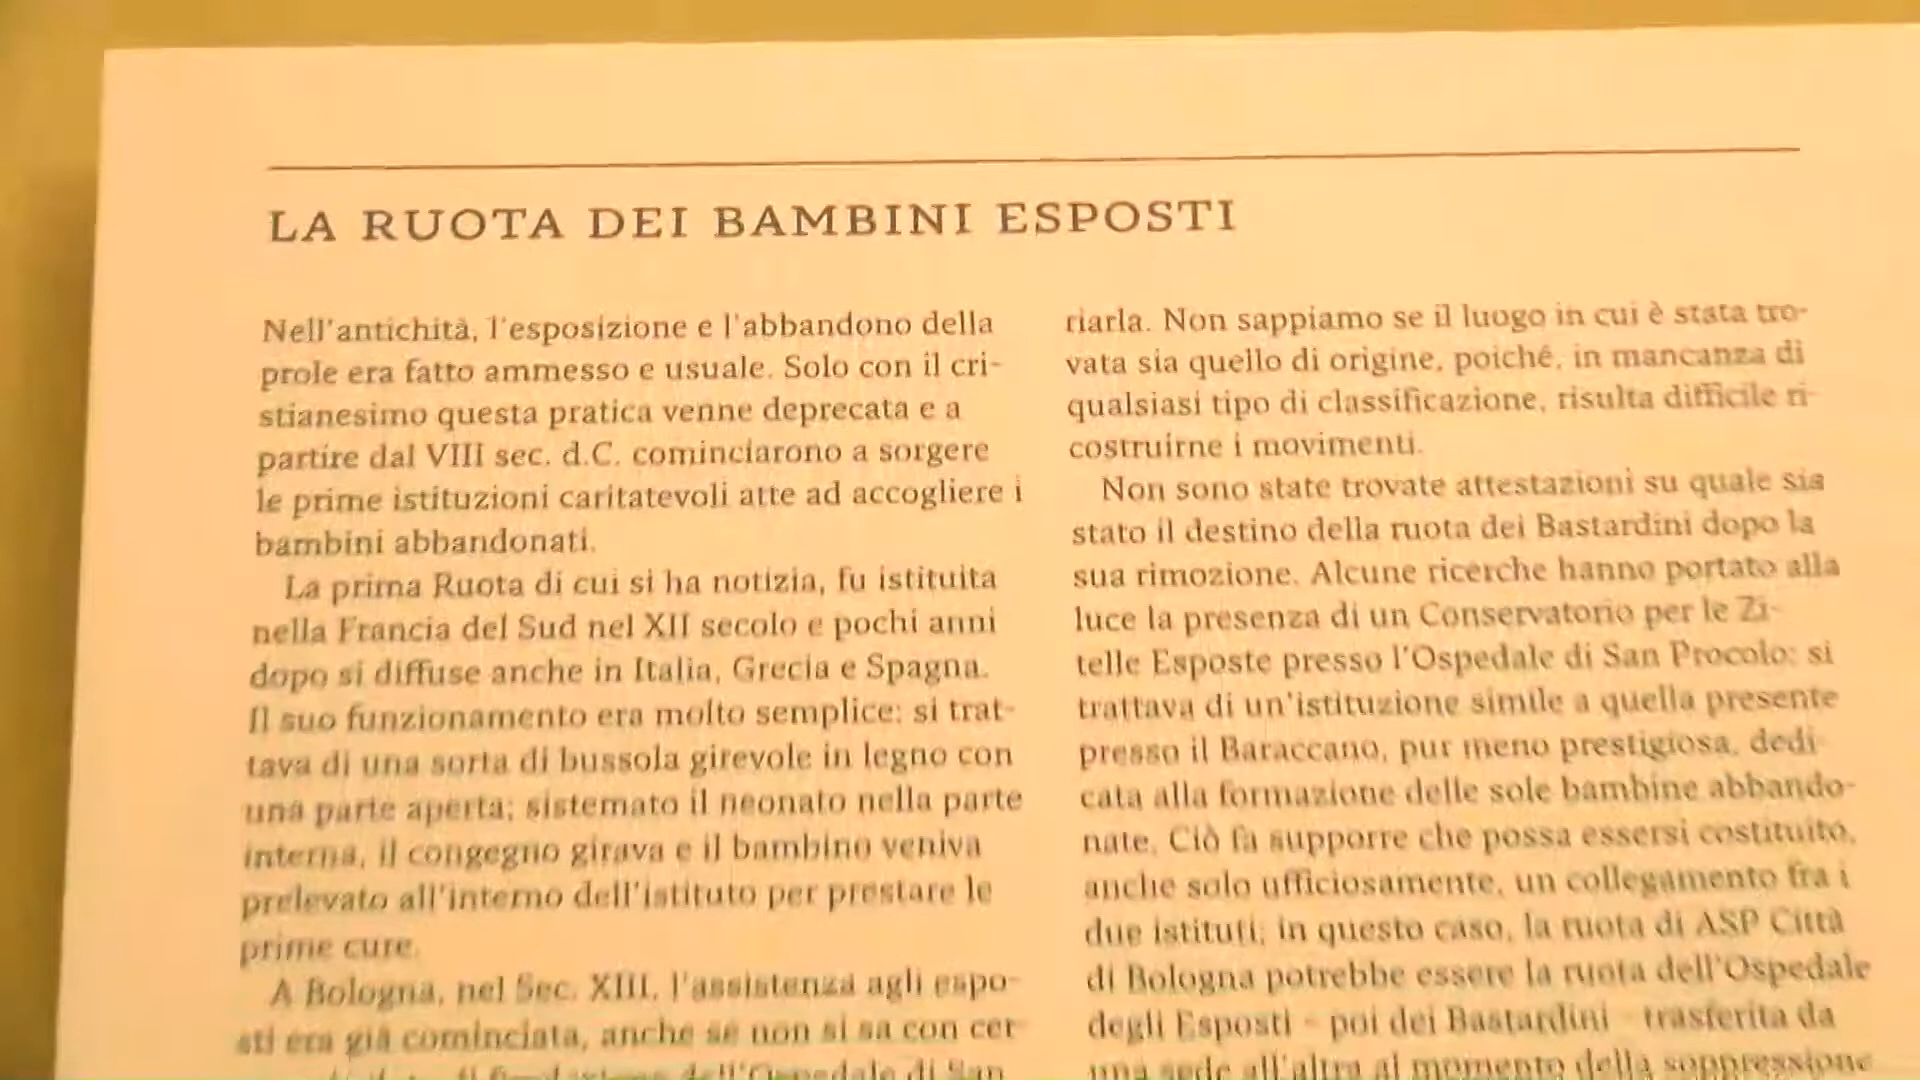 LA RUOTA DEI BAMBINI ESPOSTI
Nell'antichità, l'esposizione e l'abbandono della
prole era fatto ammesso e usuale. Solo con il cri-
stianesimo questa pratica venne deprecata e a
partire dal VIII sec. d.C. cominciarono a sorgere
le prime istituzioni caritatevoli atte ad accogliere i
bambini abbandonati.
La prima Ruota di cui si ha notizia, fu istituita
nella Francia del Sud nel XII secolo e pochi anni
dopo si diffuse anche in Italia, Grecia e Spagna.
Il suo funzionamento era molto semplice: si trat-
tava di una sorta di bussola girevole in legno con
una parte aperta; sistemato il neonato nella parte
interna, il congegno girava e il bambino veniva
prelevato all'interno dell'istituto per prestare le
prime cure.
A Bologna, nel Sec. XIII, l'assistenza agli espo-
sti era già cominciata, anche se non si sa con cer
dell'Ospedale di San
riarla. Non sappiamo se il luogo in cui è stata tro-
vata sia quello di origine, poiché, in mancanza di
qualsiasi tipo di classificazione, risulta difficile ri-
costruirne i movimenti.
Non sono state trovate attestazioni su quale sia
stato il destino della ruota dei Bastardini dopo la
sua rimozione. Alcune ricerche hanno portato alla
luce la presenza di un Conservatorio per le Zi-
telle Esposte presso l'Ospedale di San Procolo: si
trattava di un'istituzione simile a quella presente
presso il Baraccano, pur meno prestigiosa, dedi-
cata alla formazione delle sole bambine abbando-
nate. Ciò fa supporre che possa essersi costituito,
anche solo ufficiosamente, un collegamento fra i
due istituti; in questo caso, la ruota di ASP Città
di Bologna potrebbe essere la ruota dell'Ospedale
degli Esposti - poi dei Bastardini - trasferita da
una sede all'altra al momento della soppressione